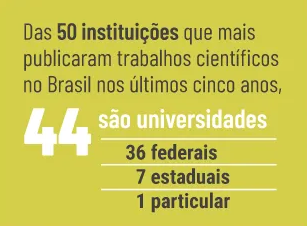 Das 50 instituições que mais
publicaram trabalhos científicos
no Brasil nos últimos cinco anos,
44 são universidades
36 federais
7 estaduais
1 particular